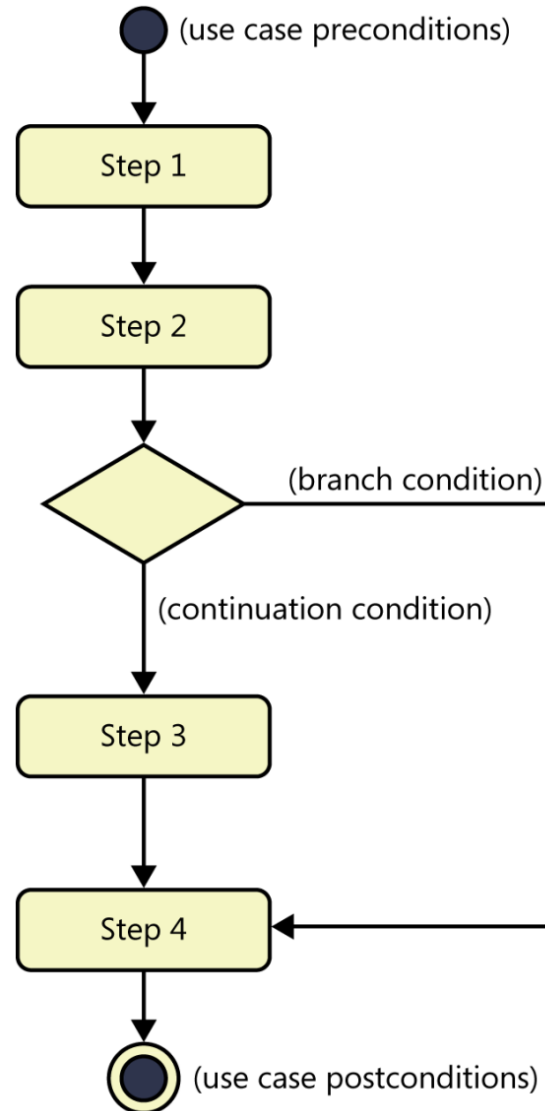 (use case preconditions)
Step 1
Step 2
(branch condition)
(continuation condition)
Step 3
Step 4
(use case postconditions)